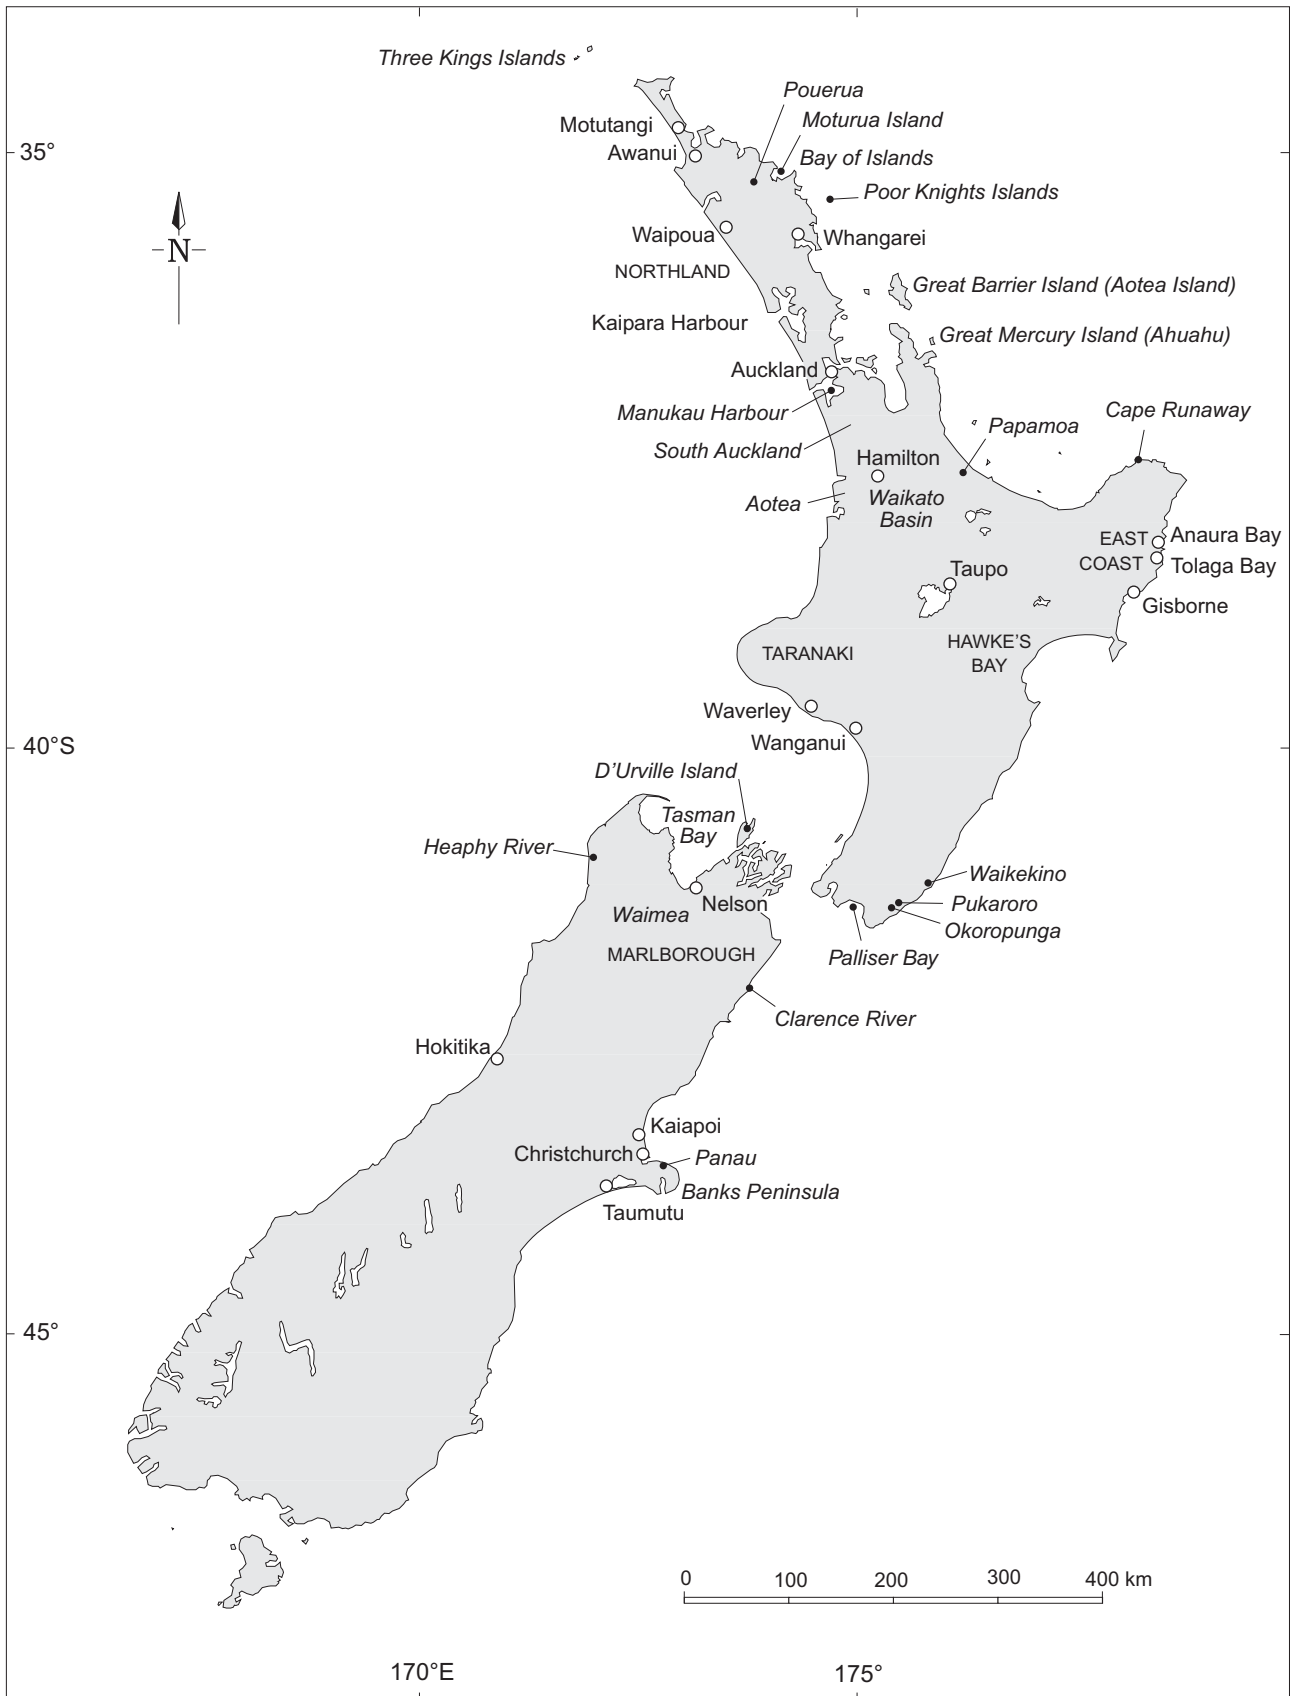 Three Kings Islands
Pouerua
Motutangi
Moturua Island
35°
Awanui
Bay of Islands
Poor Knights Islands
N
Waipoua
Whangarei
NORTHLAND
Great Barrier Island (Aotea Island)
Kaipara Harbour
Great Mercury Island (Ahuahu)
Auckland
Manukau Harbour
Cape Runaway
Papamoa
South Auckland
Hamilton
Aotea
Waikato
Basin
EAST
COAST
Anaura Bay
Tolaga Bay
Taupo
Gisborne
HAWKE’S
BAY
TARANAKI
Waverley
Wanganui
40°S
D’Urville Island
Tasman
Bay
Heaphy River
Waikekino
Nelson
Pukaroro
Waimea
Okoropunga
MARLBOROUGH
Palliser Bay
Clarence River
Hokitika
Kaiapoi
Christchurch
Panau
Banks Peninsula
Taumutu
45°
0 100 200 300 400 km
170°E 175°